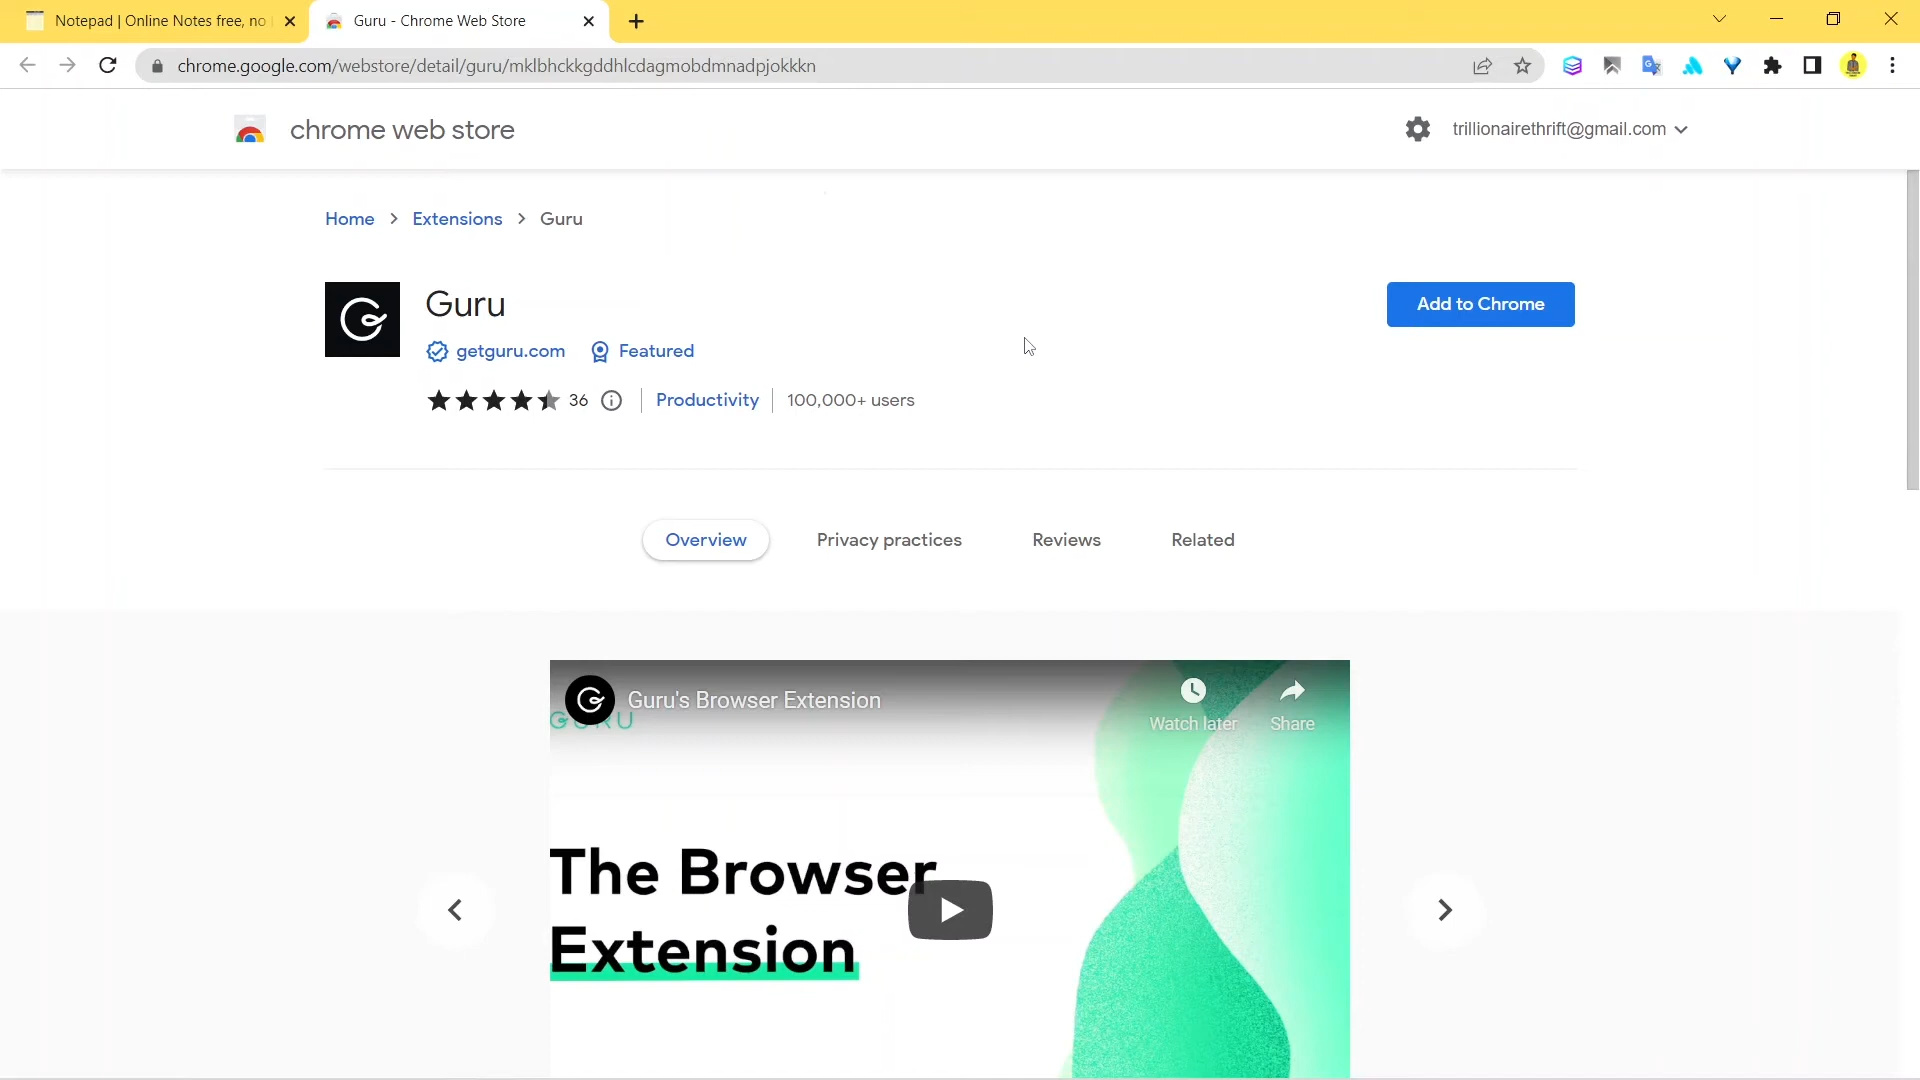 Notepad | Online Notes free, no
Guru - Chrome Web Store
chrome.google.com/webstore/detail/guru/mklbhckkgddhlcdagmobdmnadpjokkkn
chrome web store
trillionairethrift@gmail.com
Home > Extensions > Guru
Guru
Add to Chrome
getguru.com
Featured
36
Productivity
100,000+ users
Overview
Privacy practices
Reviews
Related
Guru's Browser Extension
GURU
Watch later
Share
The Browser
Extension